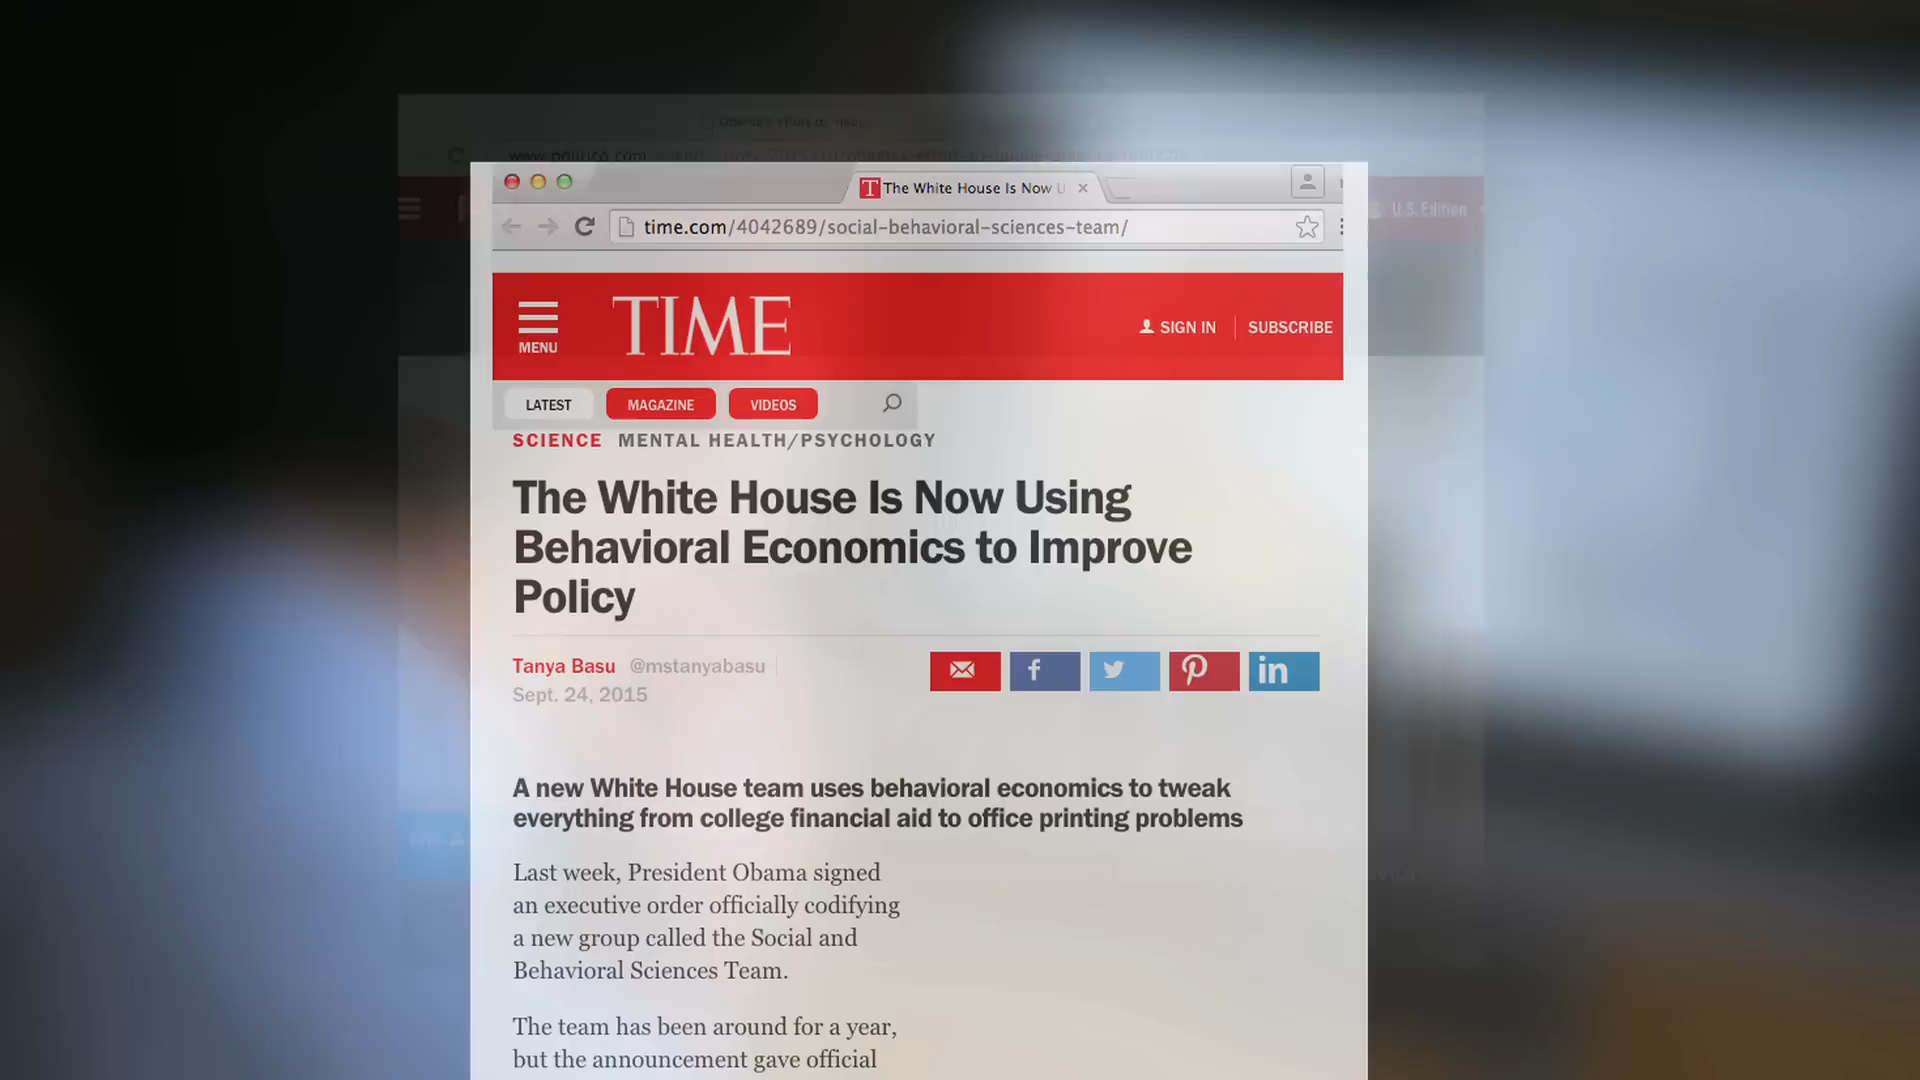 www.politico.com
U.S. Edition
The White House Is Now U
time.com/4042689/social-behavioral-sciences-team/
MENU
TIME
SIGN IN
SUBSCRIBE
LATEST
MAGAZINE
VIDEOS
SCIENCE MENTAL HEALTH/PSYCHOLOGY
The White House Is Now Using
Behavioral Economics to Improve
Policy
Tanya Basu @mstanyabasu
Sept. 24, 2015
A new White House team uses behavioral economics to tweak
everything from college financial aid to office printing problems
Last week, President Obama signed
an executive order officially codifying
a new group called the Social and
Behavioral Sciences Team.
The team has been around for a year,
but the announcement gave official